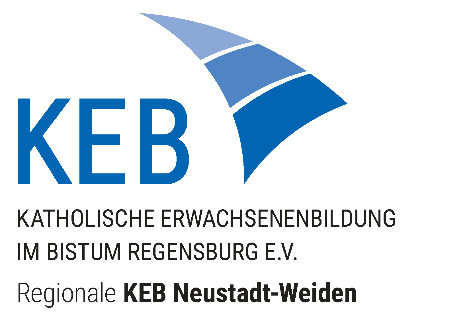 KEB
KATHOLISCHE ERWACHSENENBILDUNG
IM BISTUM REGENSBURG E.V.
Regionale KEB Neustadt-Weiden